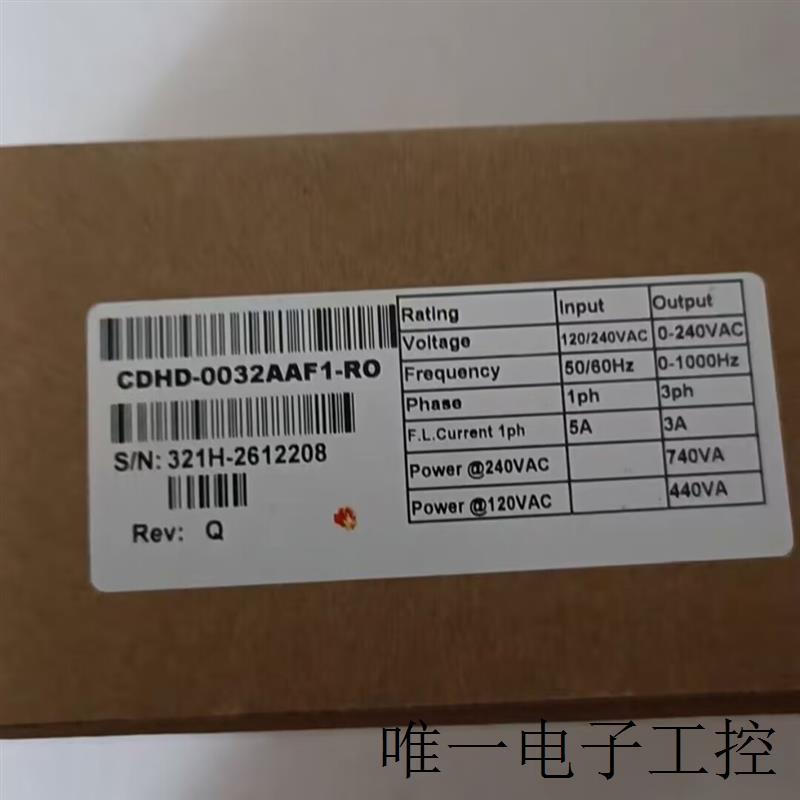 CDHD-0032AAF1-RO
S/N: 321H-2612208
Rev: Q
Rating Input Output
Voltage 120/240VAC 0-240VAC
Frequency 50/60Hz 0-1000Hz
Phase 1ph 3ph
F.L.Current 1ph 5A 3A
Power @240VAC 740VA
Power @120VAC 440VA
唯一电子工控